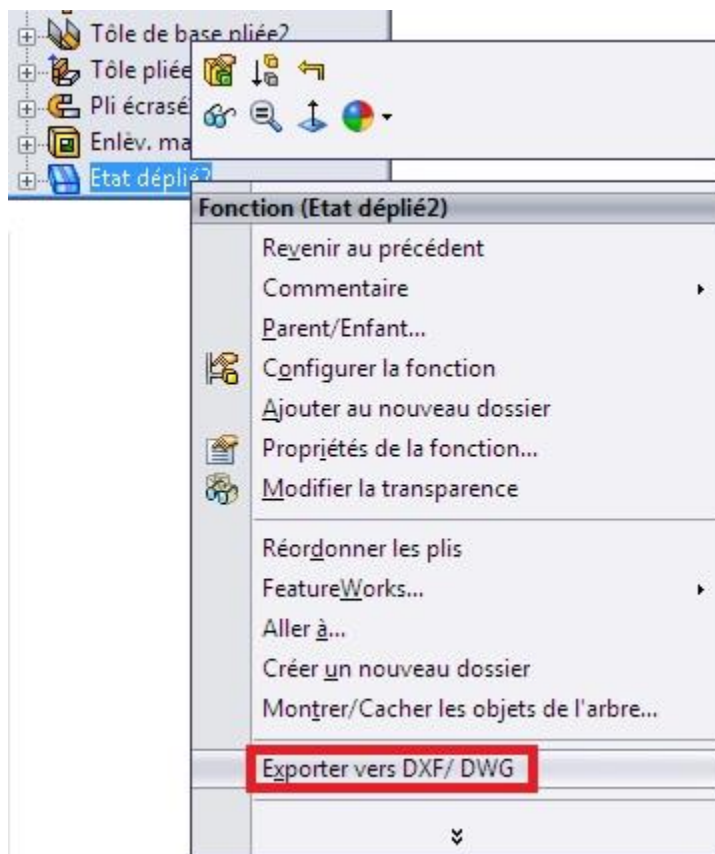 Tôle de base pliée2
Tôle pliée
Pli écrasé
Enlèv. ma
Etat déplié2
Fonction (Etat déplié2)
Revenir au précédent
Commentaire
Parent/Enfant...
Configurer la fonction
Ajouter au nouveau dossier
Propriétés de la fonction...
Modifier la transparence
Réordonner les plis
FeatureWorks...
Aller à...
Créer un nouveau dossier
Montrer/Cacher les objets de l'arbre...
Exporter vers DXF/ DWG